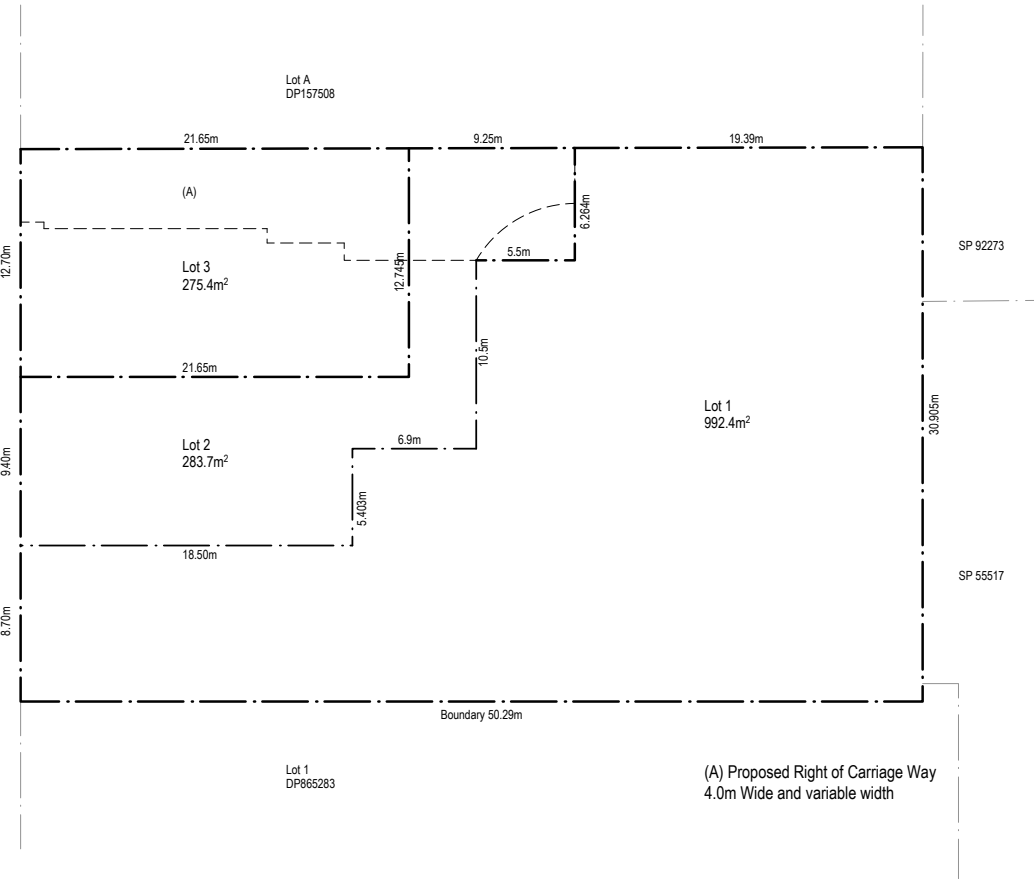 Lot A
DP157508
21.65m
9.25m
19.39m
(A)
6.264m
12.70m
SP 92273
5.5m
12.745m
Lot 3
275.4m²
10.5m
21.65m
Lot 1
992.4m²
30.905m
6.9m
Lot 2
283.7m²
9.40m
5.403m
18.50m
SP 55517
8.70m
Boundary 50.29m
Lot 1
DP865283
(A) Proposed Right of Carriage Way
4.0m Wide and variable width